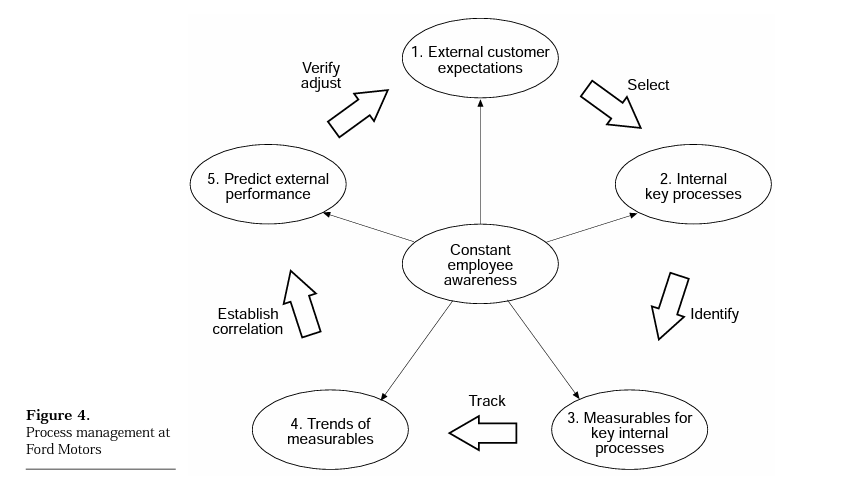 1. External customer
expectations
Verify
adjust
Select
5. Predict external
performance
2. Internal
key processes
Constant
employee
awareness
Establish
correlation
Identify
Track
4. Trends of
measurables
3. Measurables for
key internal
processes
Figure 4.
Process management at
Ford Motors